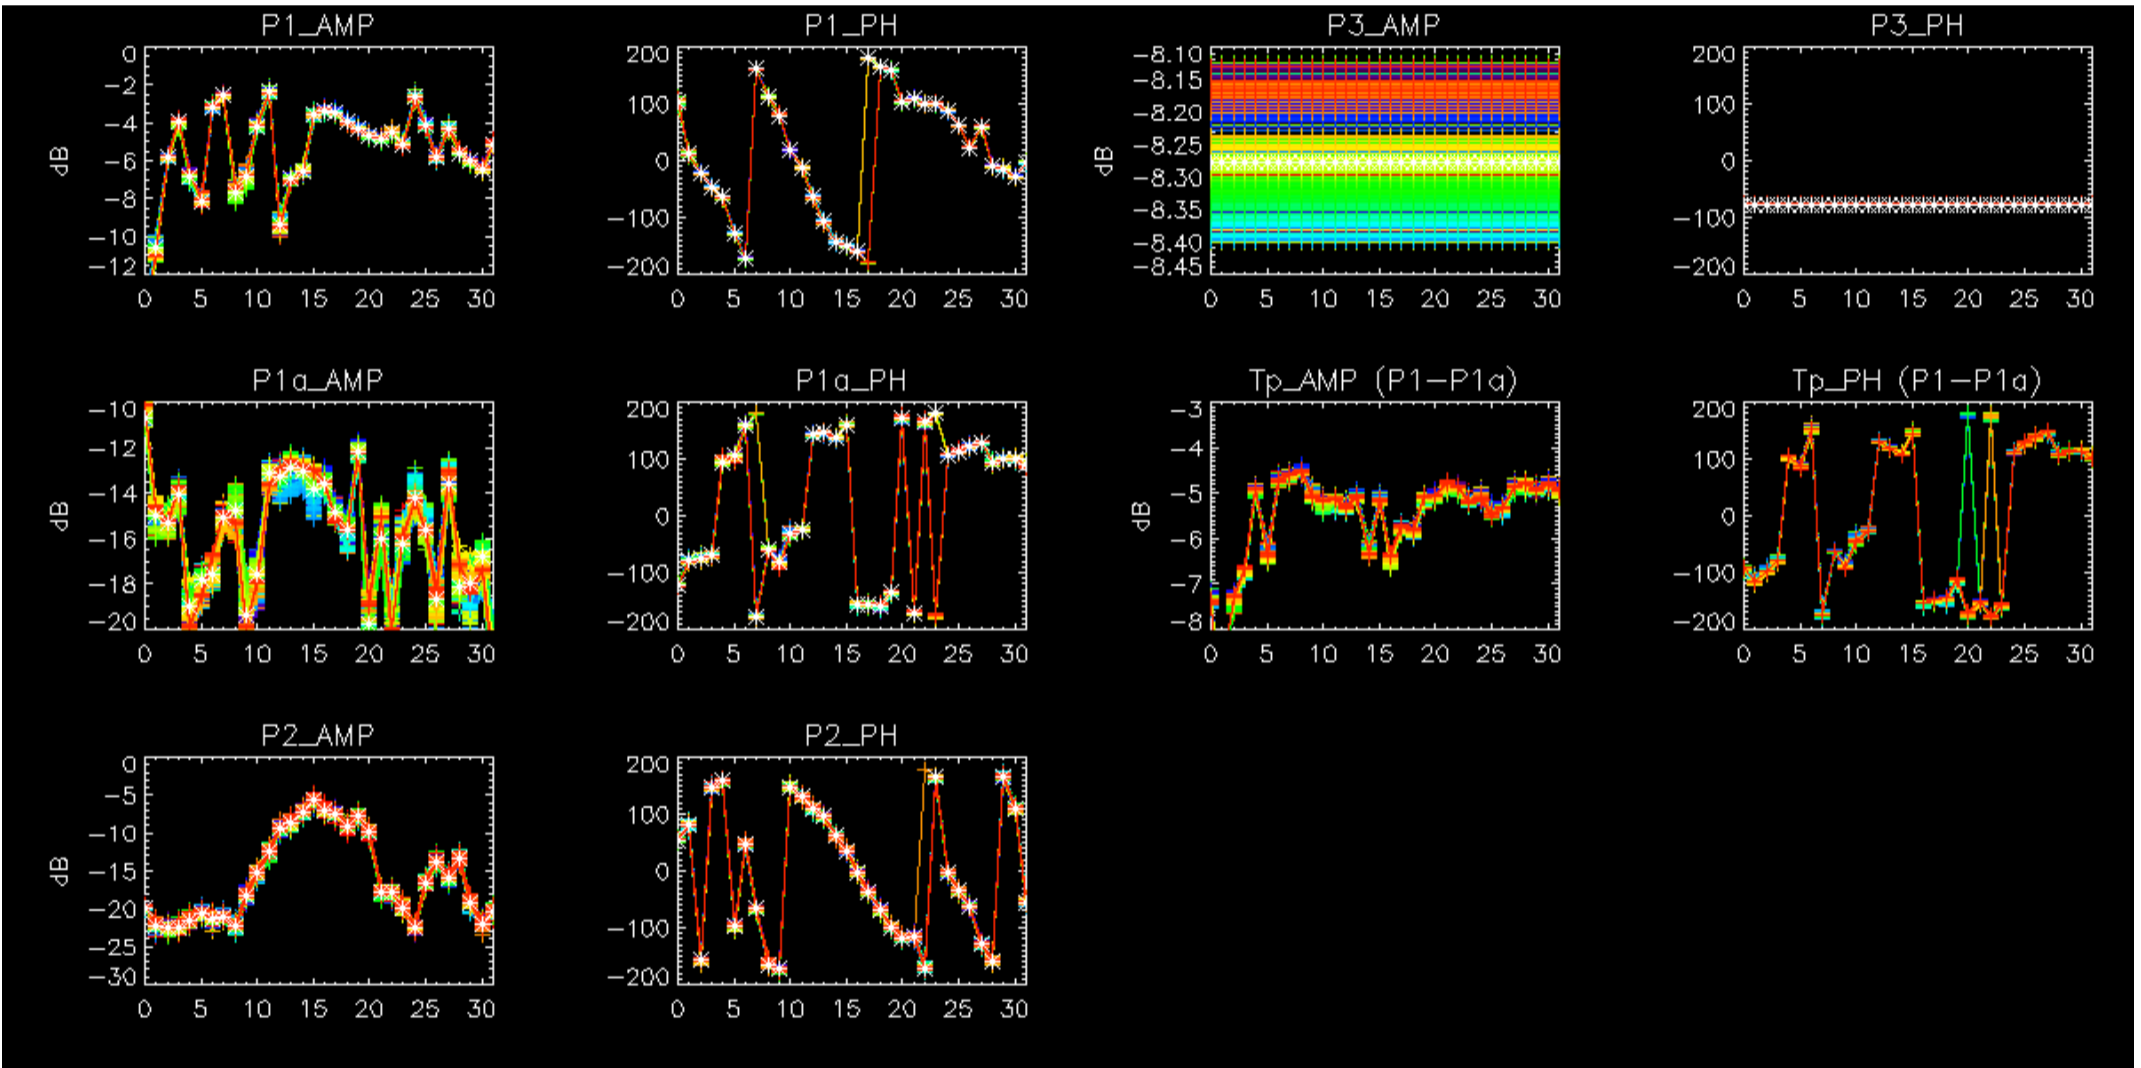 P1_AMP
0
-2
-4
-6
-8
-10
-12
dB
0 5 10 15 20 25 30
P1_PH
200
100
0
-100
-200
0 5 10 15 20 25 30
P3_AMP
-8.10
-8.15
-8.20
-8.25
-8.30
-8.35
-8.40
-8.45
dB
0 5 10 15 20 25 30
P3_PH
200
100
0
-100
-200
0 5 10 15 20 25 30
P1a_AMP
-10
-12
-14
-16
-18
-20
dB
0 5 10 15 20 25 30
P1a_PH
200
100
0
-100
-200
0 5 10 15 20 25 30
Tp_AMP (P1-P1a)
-3
-4
-5
-6
-7
-8
dB
0 5 10 15 20 25 30
Tp_PH (P1-P1a)
200
100
0
-100
-200
0 5 10 15 20 25 30
P2_AMP
0
-5
-10
-15
-20
-25
-30
dB
0 5 10 15 20 25 30
P2_PH
200
100
0
-100
-200
0 5 10 15 20 25 30